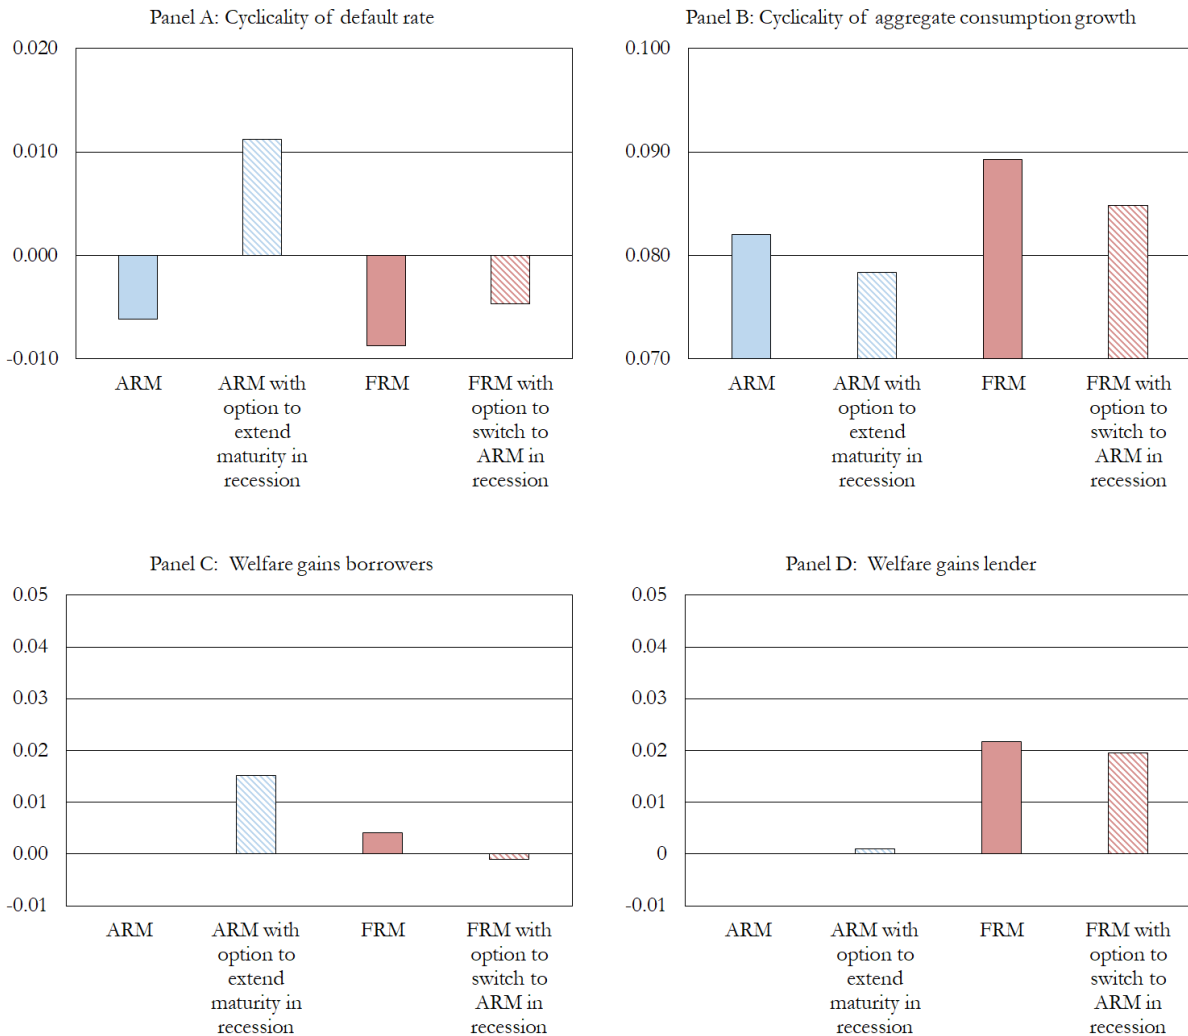 Panel A: Cyclicality of default rate
0.020
0.010
0.000
-0.010
ARM
ARM with
option to
extend
maturity in
recession
FRM
FRM with
option to
switch to
ARM in
recession
Panel B: Cyclicality of aggregate consumption growth
0.100
0.090
0.080
0.070
ARM
ARM with
option to
extend
maturity in
recession
FRM
FRM with
option to
switch to
ARM in
recession
Panel C: Welfare gains borrowers
0.05
0.04
0.03
0.02
0.01
0.00
-0.01
ARM
ARM with
option to
extend
maturity in
recession
FRM
FRM with
option to
switch to
ARM in
recession
Panel D: Welfare gains lender
0.05
0.04
0.03
0.02
0.01
0
-0.01
ARM
ARM with
option to
extend
maturity in
recession
FRM
FRM with
option to
switch to
ARM in
recession